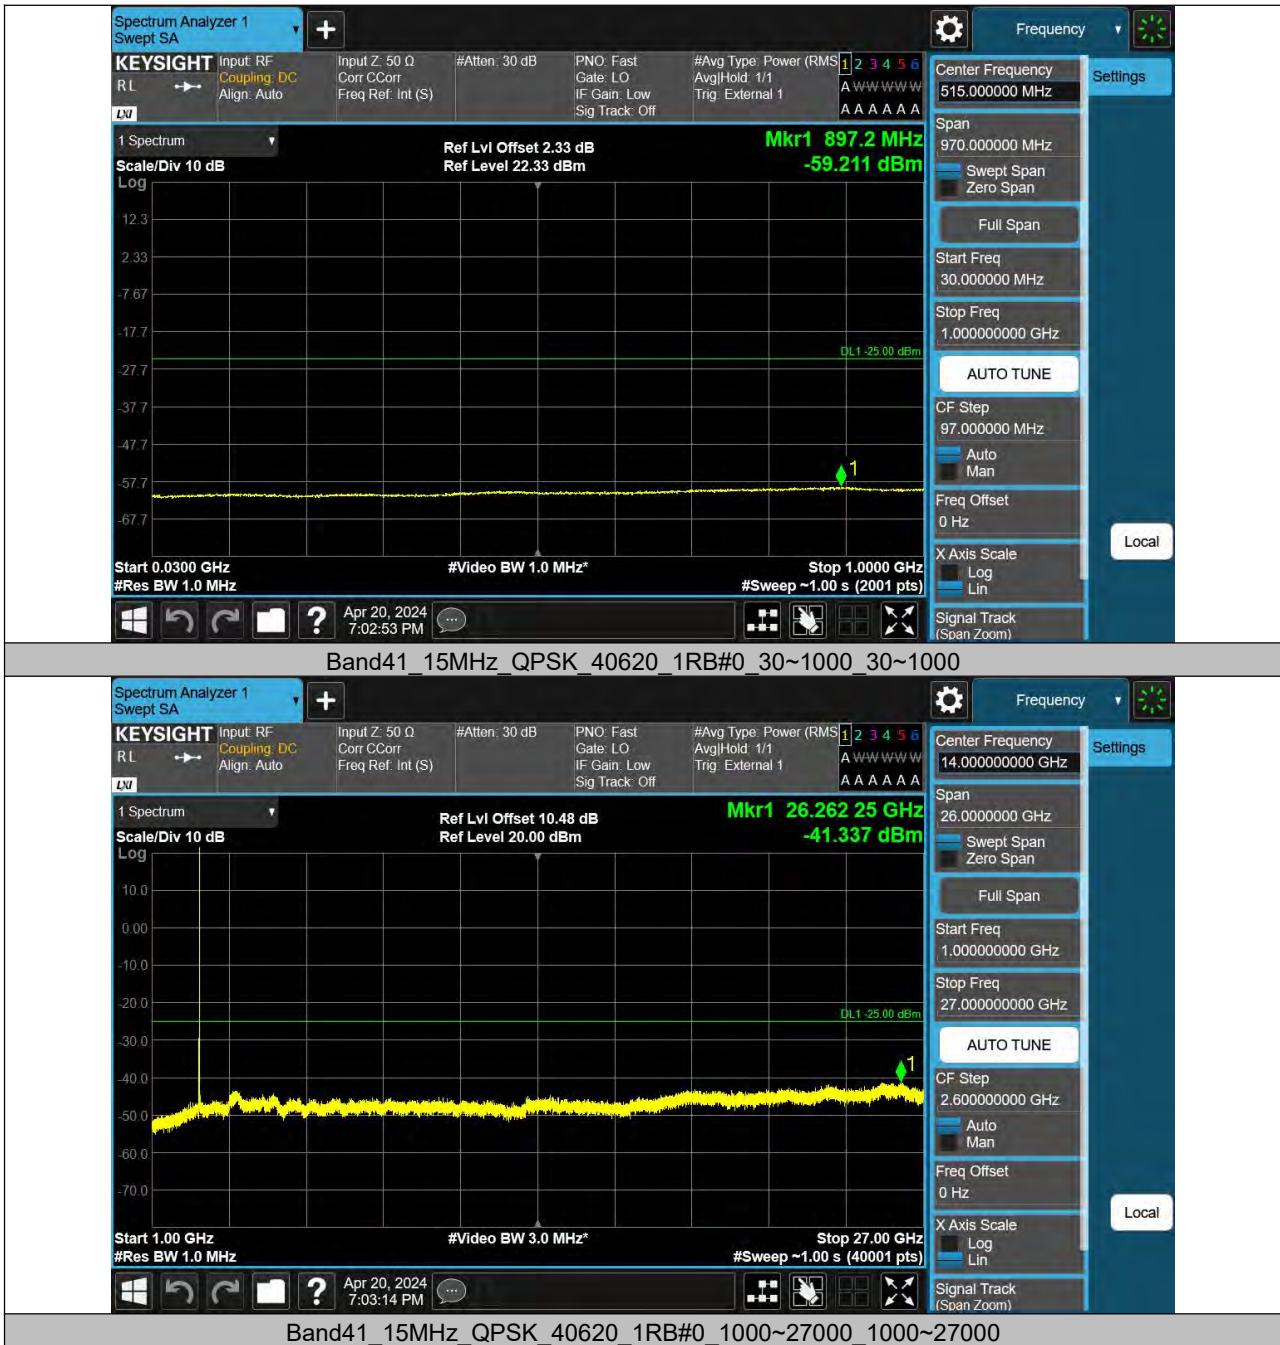 Spectrum Analyzer 1
Swept SA
Frequency
KEYSIGHT
RL
LXI
Input: RF
Coupling: DC
Align: Auto
Input Z: 50 Ω
Corr CCorr
Freq Ref: Int (S)
#Atten: 30 dB
PNO: Fast
Gate: LO
IF Gain: Low
Sig Track: Off
#Avg Type: Power (RMS
Avg|Hold: 1/1
Trig: External 1
1 2 3 4 5 6
A W W W W W
A A A A A A
Center Frequency
515.000000 MHz
Settings
1 Spectrum
Scale/Div 10 dB
Log
Ref Lvl Offset 2.33 dB
Ref Level 22.33 dBm
Mkr1 897.2 MHz
-59.211 dBm
Span
970.000000 MHz
Swept Span
Zero Span
Full Span
Start Freq
30.000000 MHz
Stop Freq
1.000000000 GHz
AUTO TUNE
CF Step
97.000000 MHz
Auto
Man
Freq Offset
0 Hz
X Axis Scale
Log
Lin
Signal Track
(Span Zoom)
Local
12.3
2.33
-7.67
-17.7
DL1 -25.00 dBm
-27.7
-37.7
-47.7
1
-57.7
-67.7
Start 0.0300 GHz
#Res BW 1.0 MHz
#Video BW 1.0 MHz*
Stop 1.0000 GHz
#Sweep ~1.00 s (2001 pts)
?
Apr 20, 2024
7:02:53 PM
Band41_15MHz_QPSK_40620_1RB#0_30~1000_30~1000
Spectrum Analyzer 1
Swept SA
Frequency
KEYSIGHT
RL
LXI
Input: RF
Coupling: DC
Align: Auto
Input Z: 50 Ω
Corr CCorr
Freq Ref: Int (S)
#Atten: 30 dB
PNO: Fast
Gate: LO
IF Gain: Low
Sig Track: Off
#Avg Type: Power (RMS
Avg|Hold: 1/1
Trig: External 1
1 2 3 4 5 6
A W W W W W
A A A A A A
Center Frequency
14.000000000 GHz
Settings
1 Spectrum
Scale/Div 10 dB
Log
Ref Lvl Offset 10.48 dB
Ref Level 20.00 dBm
Mkr1 26.262 25 GHz
-41.337 dBm
Span
26.0000000 GHz
Swept Span
Zero Span
Full Span
Start Freq
1.000000000 GHz
Stop Freq
27.000000000 GHz
AUTO TUNE
CF Step
2.600000000 GHz
Auto
Man
Freq Offset
0 Hz
X Axis Scale
Log
Lin
Signal Track
(Span Zoom)
Local
10.0
0.00
-10.0
-20.0
DL1 -25.00 dBm
-30.0
1
-40.0
-50.0
-60.0
-70.0
Start 1.00 GHz
#Res BW 1.0 MHz
#Video BW 3.0 MHz*
Stop 27.00 GHz
#Sweep ~1.00 s (40001 pts)
?
Apr 20, 2024
7:03:14 PM
Band41_15MHz_QPSK_40620_1RB#0_1000~27000_1000~27000